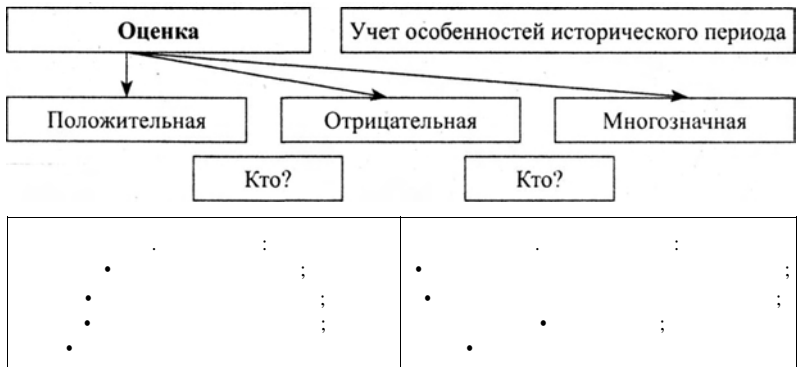 Оценка Учет особенностей исторического периода
Положительная Отрицательная Многозначная
Кто? Кто?
. : . :
• ; • ;
• ; • ;
• ; • ;
• •